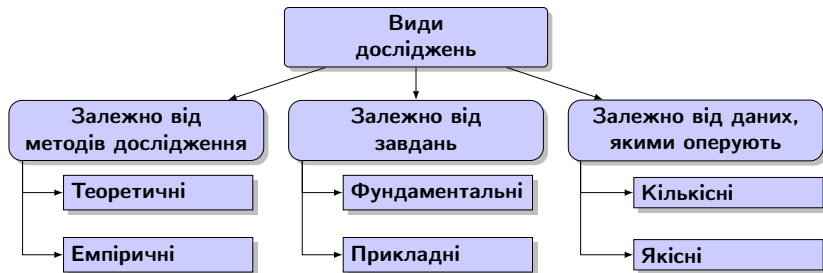 Види
досліджень
Залежно від
методів дослідження
Залежно від
завдань
Залежно від даних,
якими оперують
Теоретичні
Емпіричні
Фундаментальні
Прикладні
Кількісні
Якісні